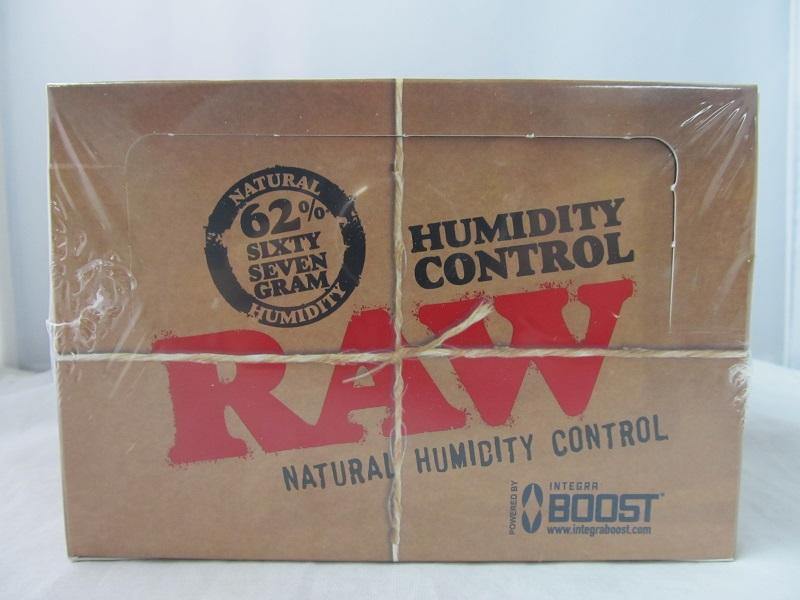 NATURAL
62%
SIXTY
SEVEN
GRAM
HUMIDITY
HUMIDITY
CONTROL
RAW
NATURAL HUMIDITY CONTROL
POWERED BY
INTEGRA
BOOST
www.integraboost.com